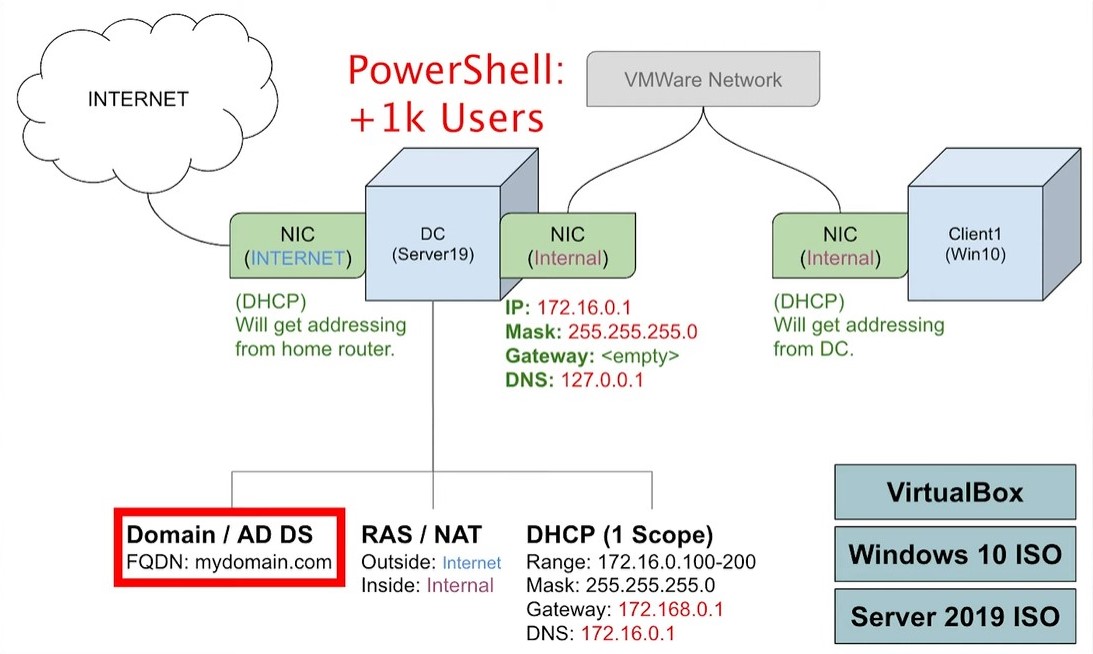 INTERNET
PowerShell:
+1k Users
VMWare Network
NIC
(INTERNET)
DC
(Server19)
NIC
(Internal)
NIC
(Internal)
Client1
(Win10)
(DHCP)
Will get addressing
from home router.
IP: 172.16.0.1
Mask: 255.255.255.0
Gateway: <empty>
DNS: 127.0.0.1
(DHCP)
Will get addressing
from DC.
Domain / AD DS
FQDN: mydomain.com
RAS / NAT
Outside: Internet
Inside: Internal
DHCP (1 Scope)
Range: 172.16.0.100-200
Mask: 255.255.255.0
Gateway: 172.168.0.1
DNS: 172.16.0.1
VirtualBox
Windows 10 ISO
Server 2019 ISO